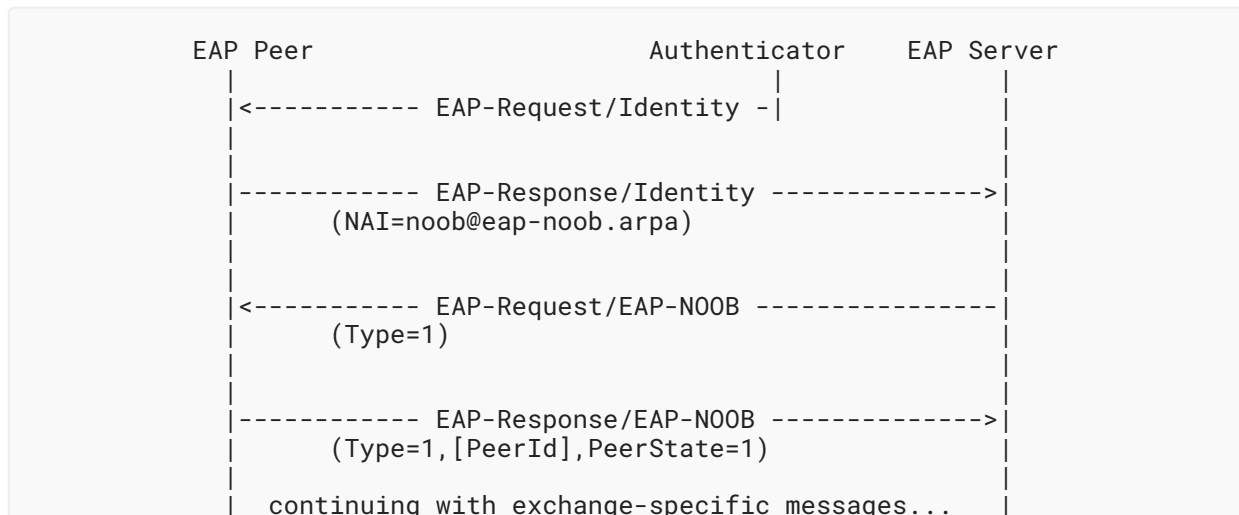 EAP Peer                      Authenticator    EAP Server
|                                   |              |
|<----------- EAP-Request/Identity -|              |
|                                                  |
|                                                  |
|------------ EAP-Response/Identity -------------->|
|      (NAI=noob@eap-noob.arpa)                    |
|                                                  |
|                                                  |
|<----------- EAP-Request/EAP-NOOB ----------------|
|      (Type=1)                                    |
|                                                  |
|                                                  |
|------------ EAP-Response/EAP-NOOB -------------->|
|      (Type=1,[PeerId],PeerState=1)               |
|                                                  |
|  continuing with exchange-specific messages...   |